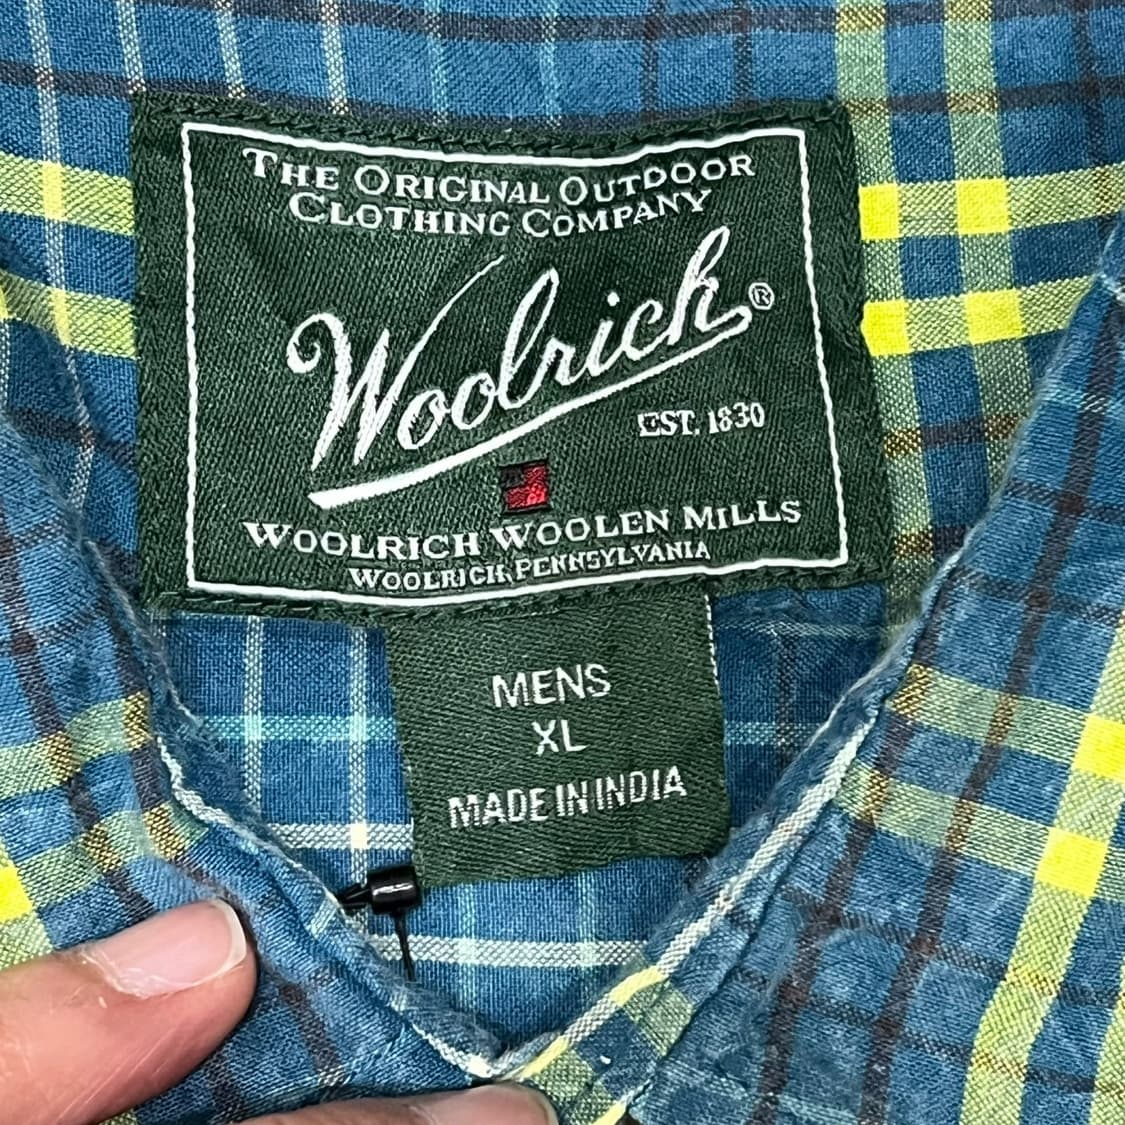 THE ORIGINAL OUTDOOR
CLOTHING COMPANY
Woolrich®
EST. 1830
WOOLRICH WOOLEN MILLS
WOOLRICH, PENNSYLVANIA
MENS
XL
MADE IN INDIA